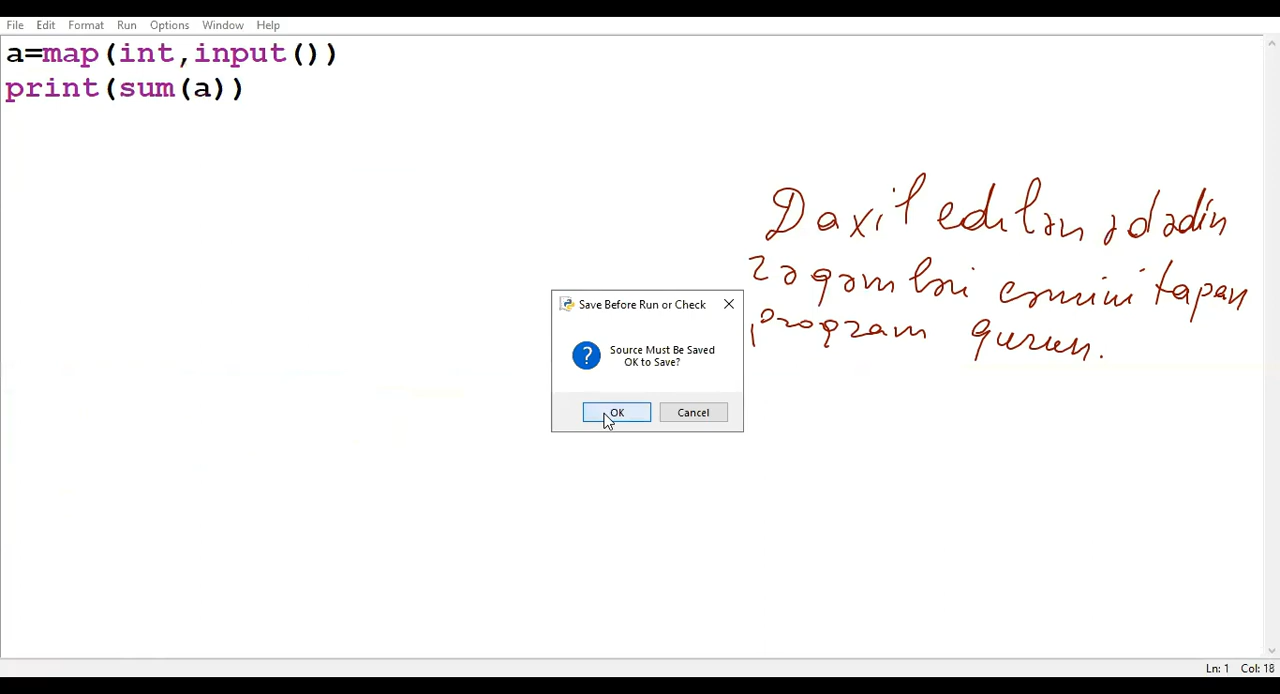 File Edit Format Run Options Window Help
a=map(int,input())
print(sum(a))
Daxil edilən ədədin
rəqəmləri cəmini tapan
proqram qurun.
Save Before Run or Check
Source Must Be Saved
OK to Save?
OK Cancel
Ln: 1 Col: 18